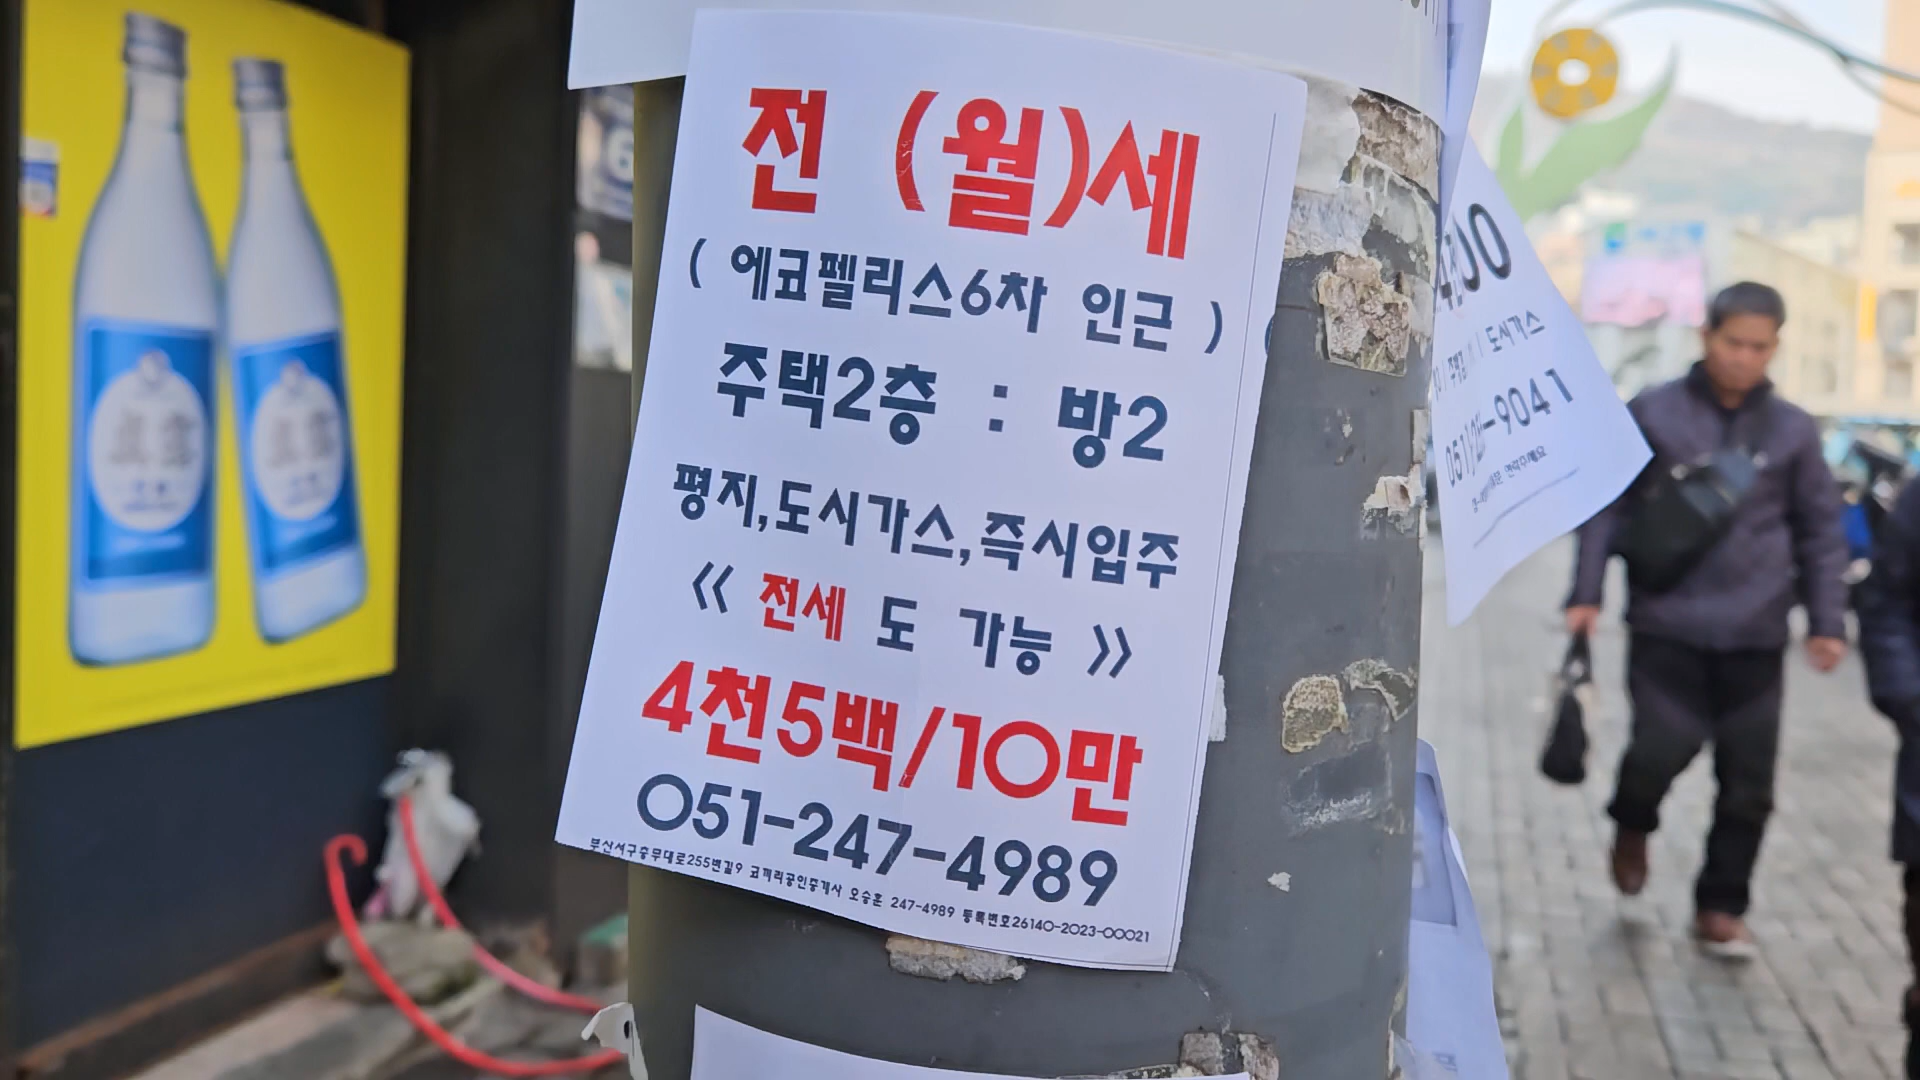 전 (월)세
( 에코펠리스6차 인근 )
주택2층 : 방2
평지,도시가스,즉시입주
《 전세 도 가능 》
4천5백/10만
051-247-4989
부산서구충무대로255번길9 코끼리공인중개사 오승훈 247-4989 등록번호26140-2023-00021
도시가스
-9041
6